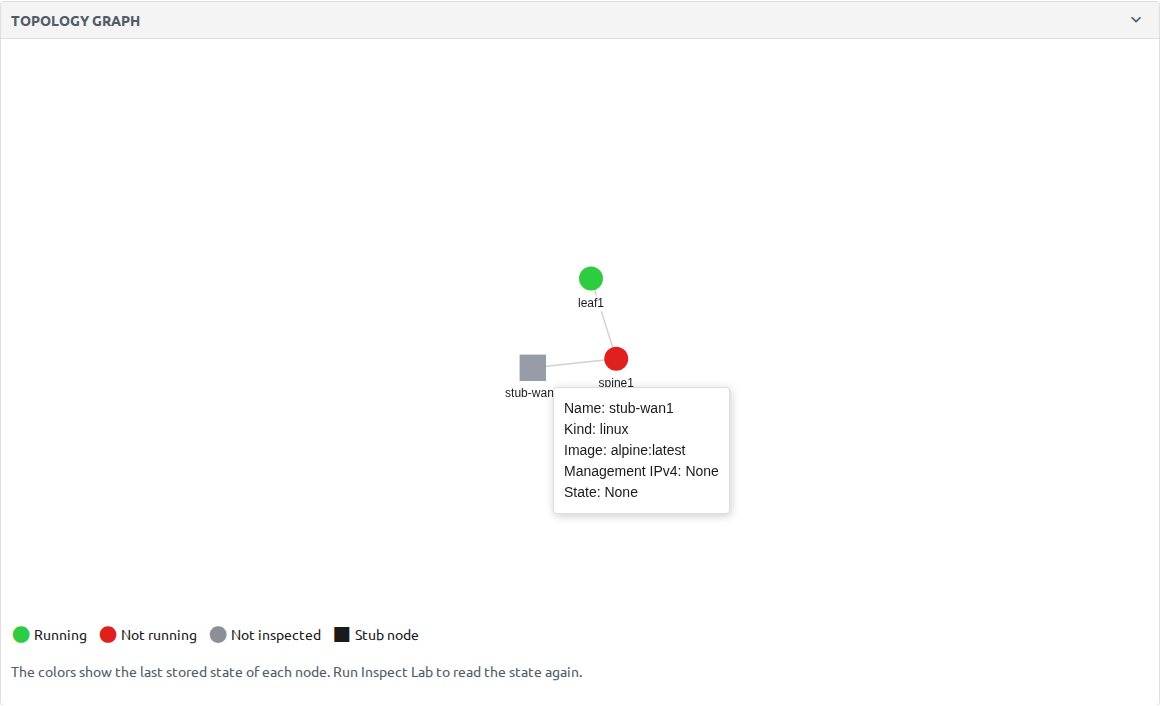 TOPOLOGY GRAPH
leaf1
spine1
stub-wan
Name: stub-wan1
Kind: linux
Image: alpine:latest
Management IPv4: None
State: None
Running Not running Not inspected Stub node
The colors show the last stored state of each node. Run Inspect Lab to read the state again.